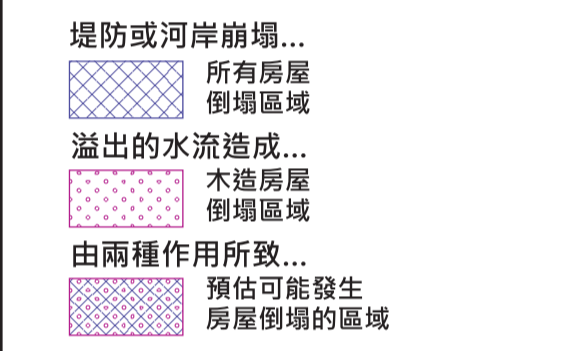 堤防或河岸崩塌...
所有房屋
倒塌區域
溢出的水流造成...
木造房屋
倒塌區域
由兩種作用所致...
預估可能發生
房屋倒塌的區域